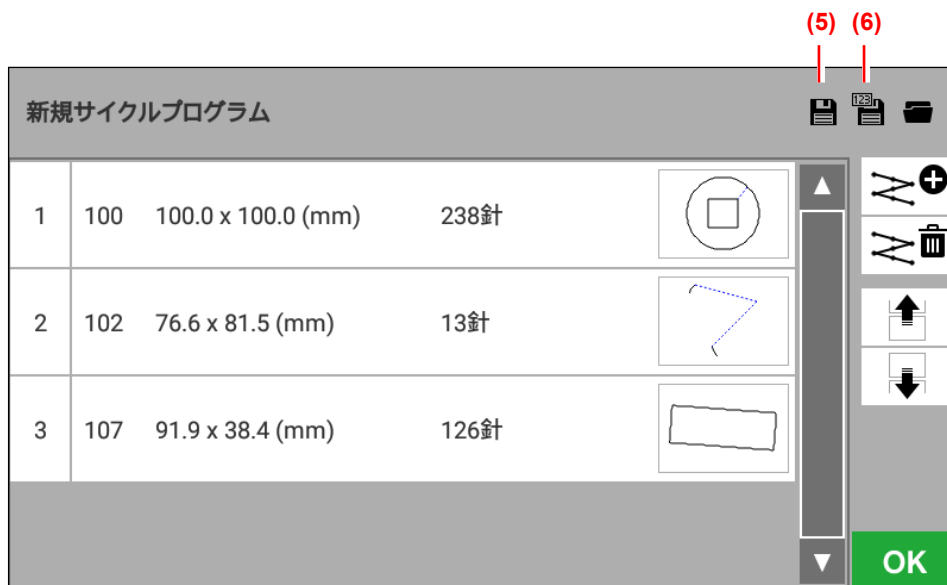 (5) (6)
新規サイクルプログラム
123
1 100 100.0 x 100.0 (mm) 238針
2 102 76.6 x 81.5 (mm) 13針
3 107 91.9 x 38.4 (mm) 126針
OK